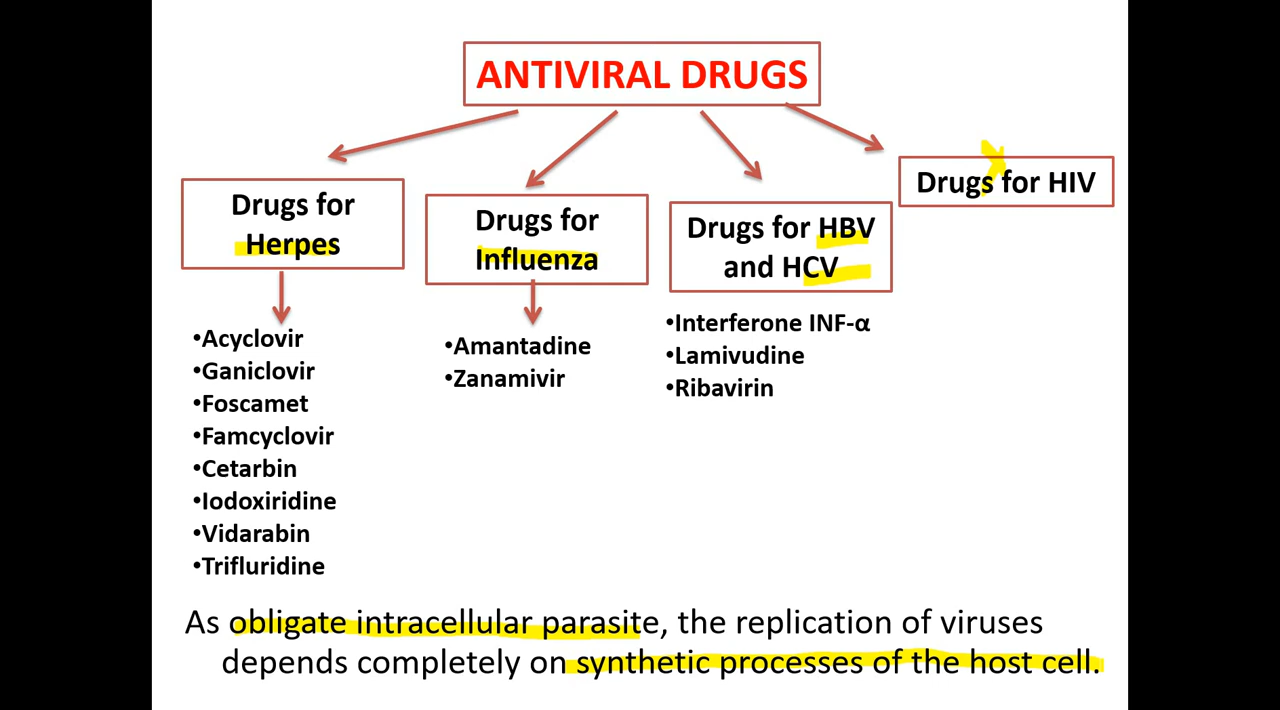 ANTIVIRAL DRUGS
Drugs for
Herpes
•Acyclovir
•Ganiclovir
•Foscamet
•Famcyclovir
•Cetarbin
•Iodoxiridine
•Vidarabin
•Trifluridine
Drugs for
Influenza
•Amantadine
•Zanamivir
Drugs for HBV
and HCV
•Interferone INF-α
•Lamivudine
•Ribavirin
Drugs for HIV
As obligate intracellular parasite, the replication of viruses
depends completely on synthetic processes of the host cell.